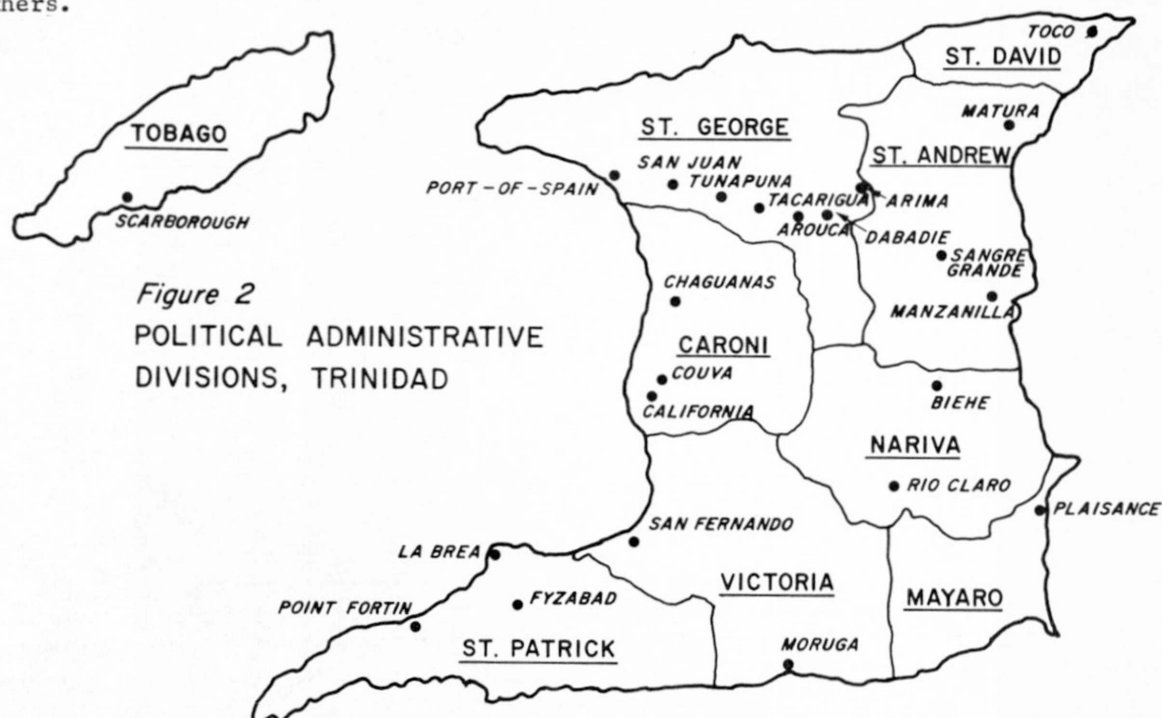 ners.
TOCO
ST. DAVID
TOBAGO
MATURA
ST. GEORGE
ST. ANDREW
SAN JUAN
PORT-OF-SPAIN
TUNAPUNA
TACARIGUA
ARIMA
SCARBOROUGH
AROUCA
DABADIE
SANGRE
GRANDE
CHAGUANAS
MANZANILLA
Figure 2
POLITICAL ADMINISTRATIVE
DIVISIONS, TRINIDAD
CARONI
COUVA
CALIFORNIA
BIEHE
NARIVA
RIO CLARO
PLAISANCE
SAN FERNANDO
LA BREA
VICTORIA
FYZABAD
MAYARO
POINT FORTIN
ST. PATRICK
MORUGA